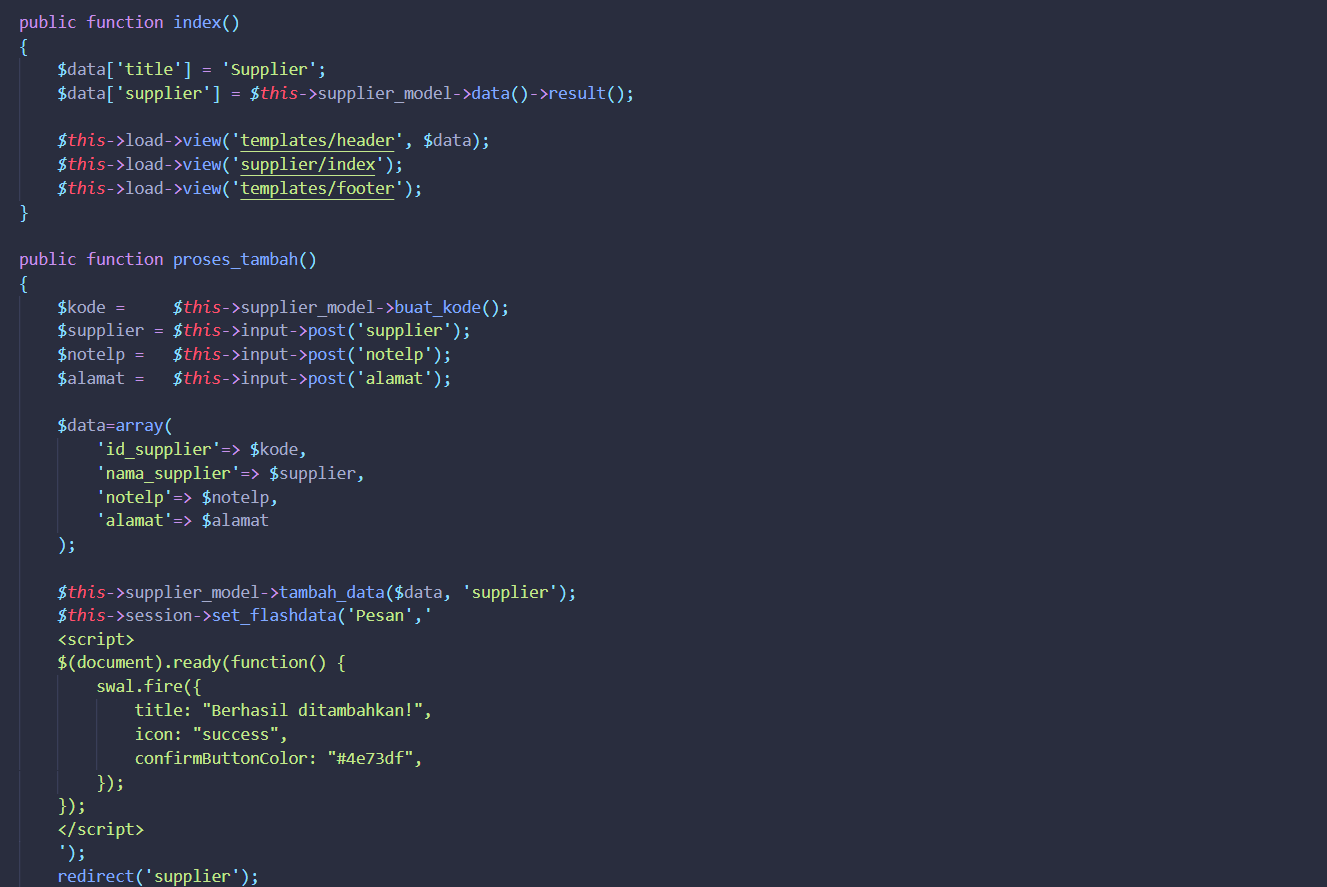 public function index()
{
    $data['title'] = 'Supplier';
    $data['supplier'] = $this->supplier_model->data()->result();

    $this->load->view('templates/header', $data);
    $this->load->view('supplier/index');
    $this->load->view('templates/footer');
}

public function proses_tambah()
{
    $kode =     $this->supplier_model->buat_kode();
    $supplier = $this->input->post('supplier');
    $notelp =   $this->input->post('notelp');
    $alamat =   $this->input->post('alamat');

    $data=array(
        'id_supplier'=> $kode,
        'nama_supplier'=> $supplier,
        'notelp'=> $notelp,
        'alamat'=> $alamat
    );

    $this->supplier_model->tambah_data($data, 'supplier');
    $this->session->set_flashdata('Pesan','
    <script>
    $(document).ready(function() {
        swal.fire({
            title: "Berhasil ditambahkan!",
            icon: "success",
            confirmButtonColor: "#4e73df",
        });
    });
    </script>
    ');
    redirect('supplier');